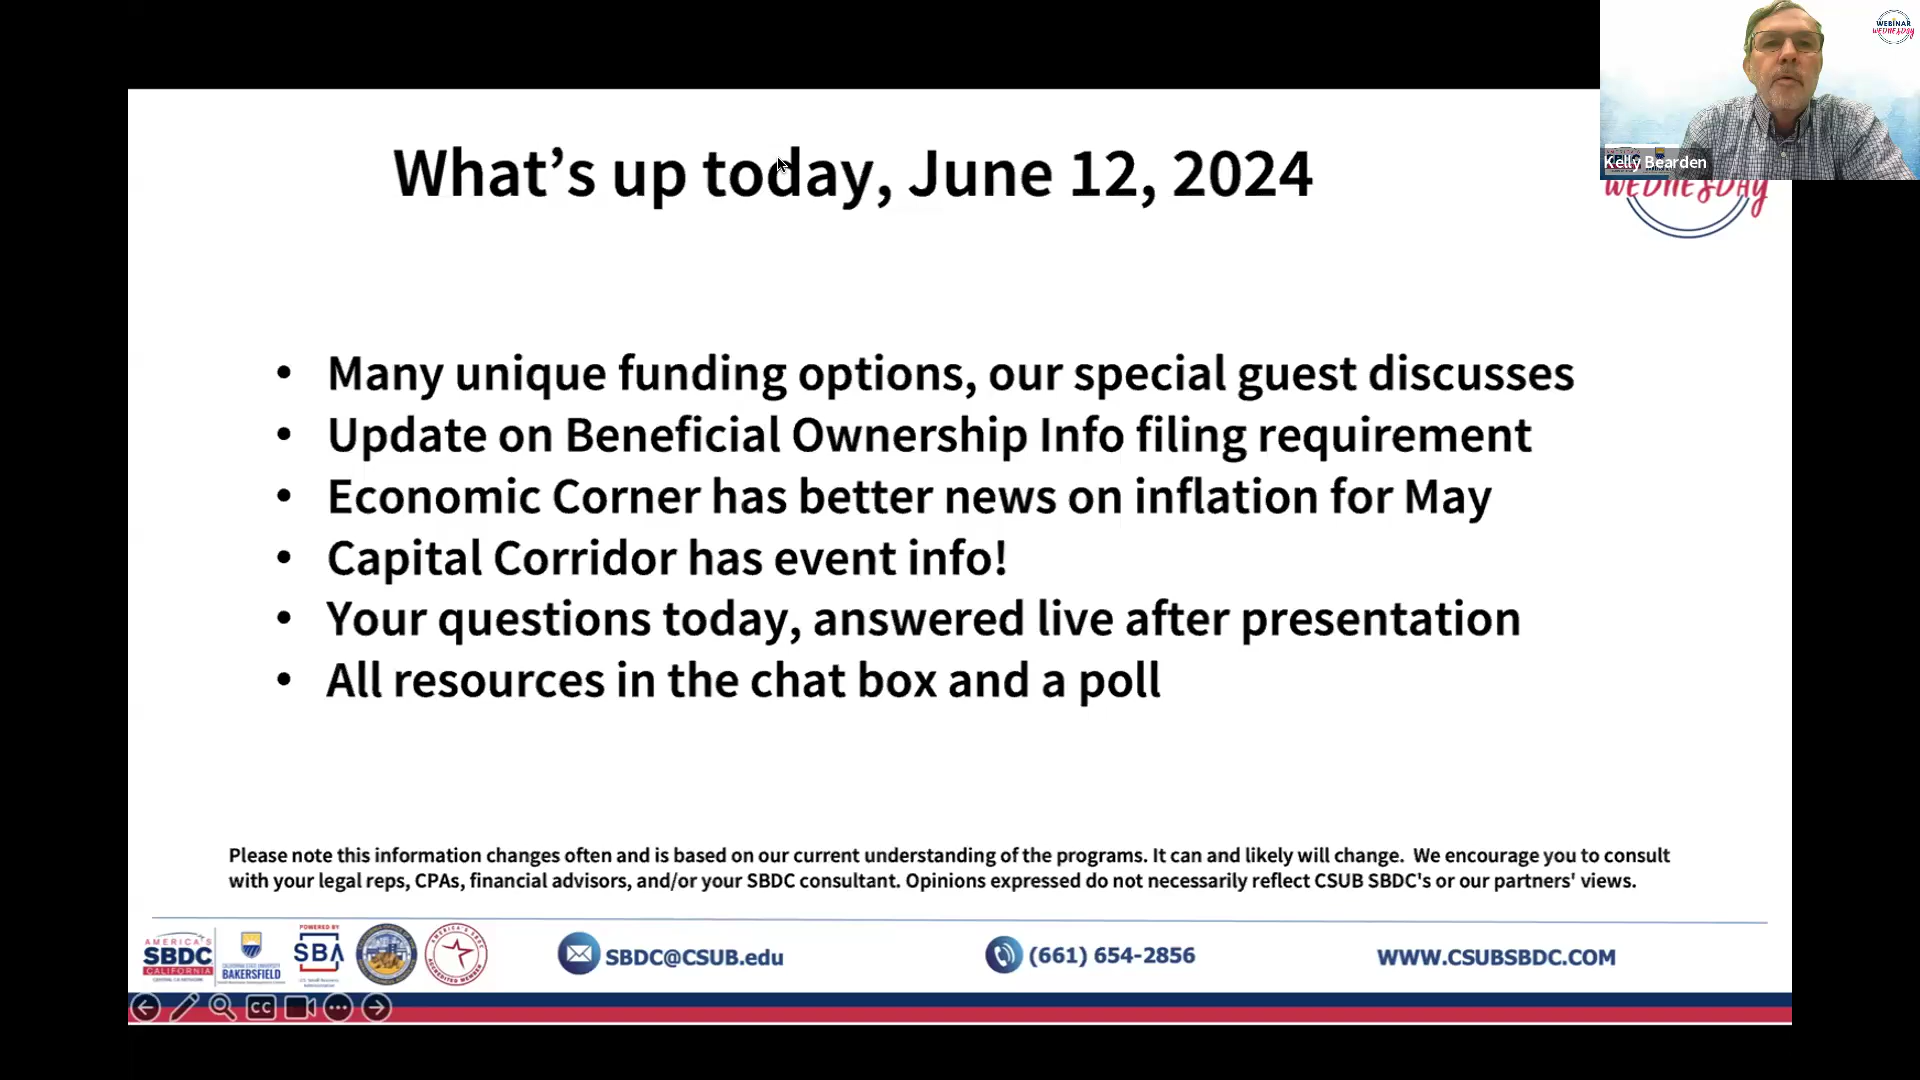 WEBINAR
WEDNESDAY
Kelly Bearden
WEDNESDAY
What’s up today, June 12, 2024
• Many unique funding options, our special guest discusses
• Update on Beneficial Ownership Info filing requirement
• Economic Corner has better news on inflation for May
• Capital Corridor has event info!
• Your questions today, answered live after presentation
• All resources in the chat box and a poll
Please note this information changes often and is based on our current understanding of the programs. It can and likely will change. We encourage you to consult
with your legal reps, CPAs, financial advisors, and/or your SBDC consultant. Opinions expressed do not necessarily reflect CSUB SBDC's or our partners' views.
AMERICA'S
SBDC
CALIFORNIA
BAKERSFIELD
POWERED BY
SBA
SBDC@CSUB.edu
(661) 654-2856
WWW.CSUBSBDC.COM
CC